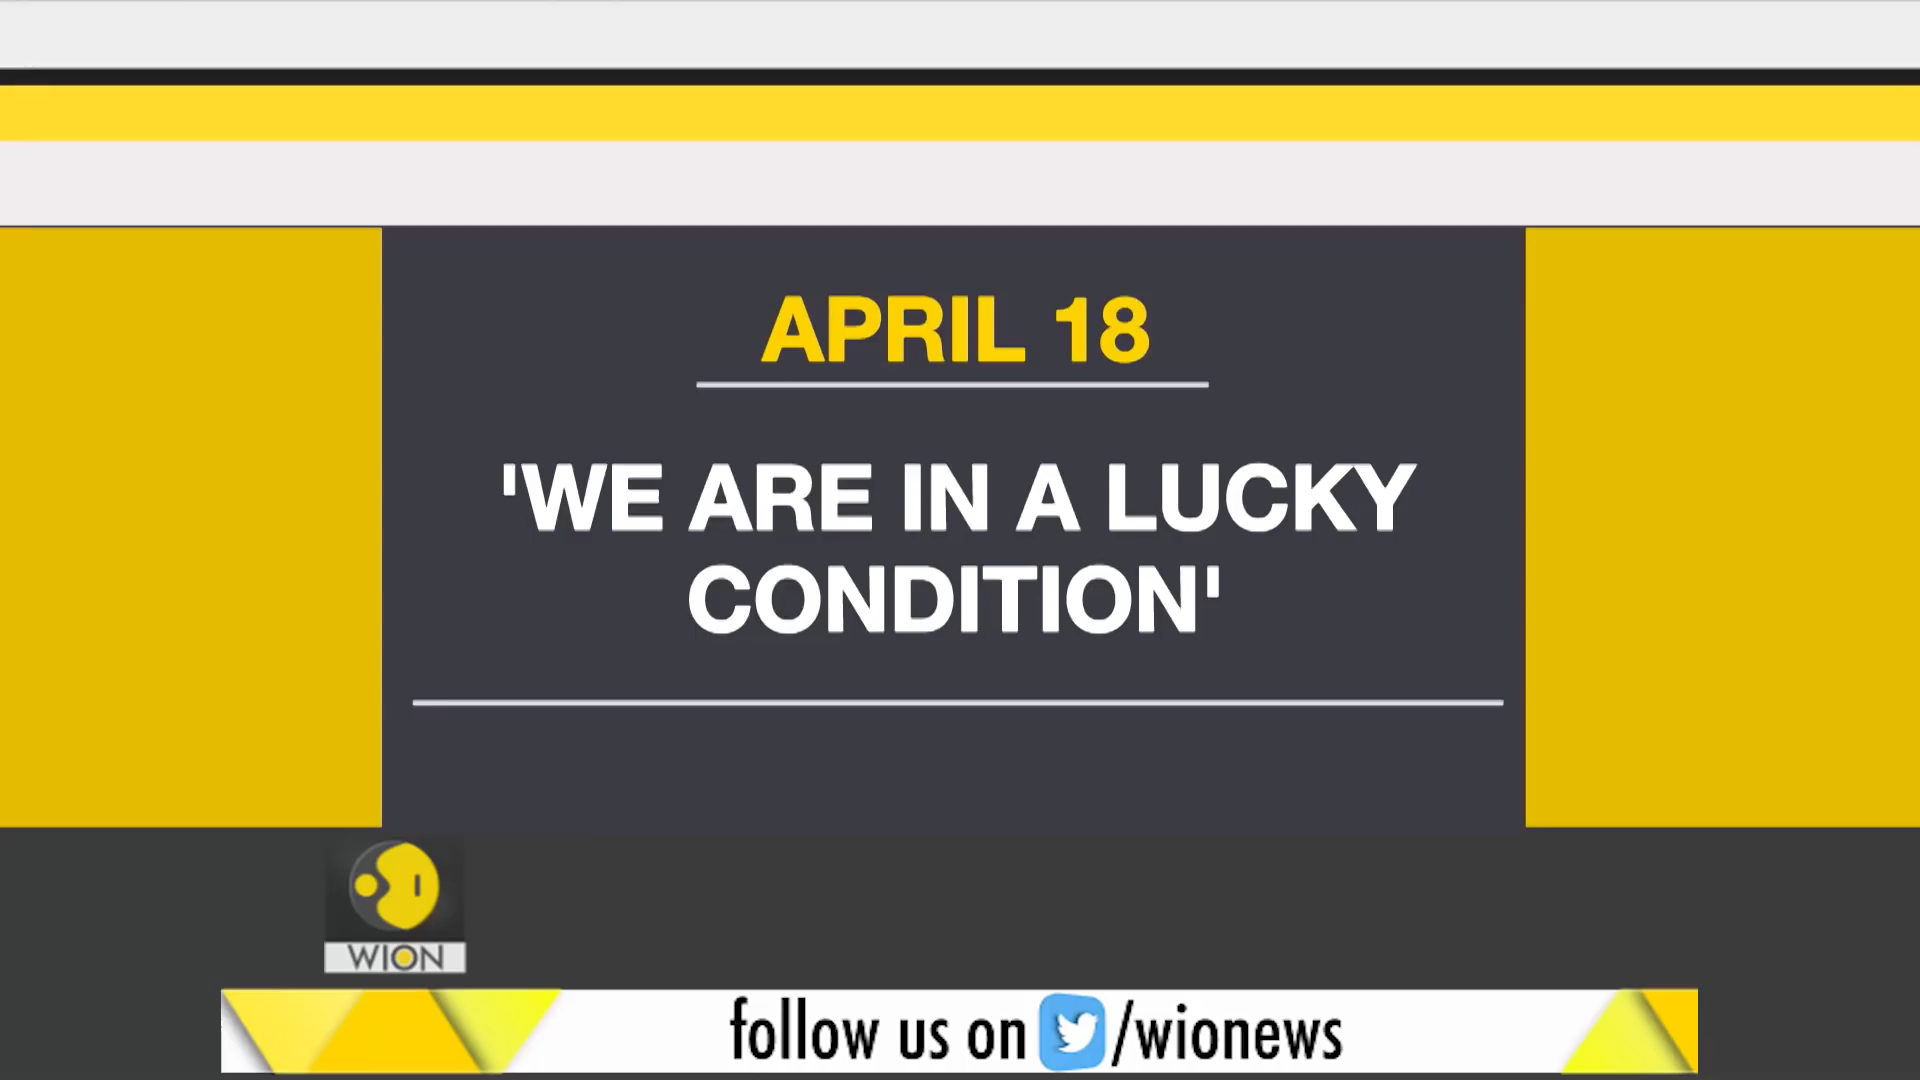 APRIL 18
'WE ARE IN A LUCKY
CONDITION'
WION
follow us on /wionews